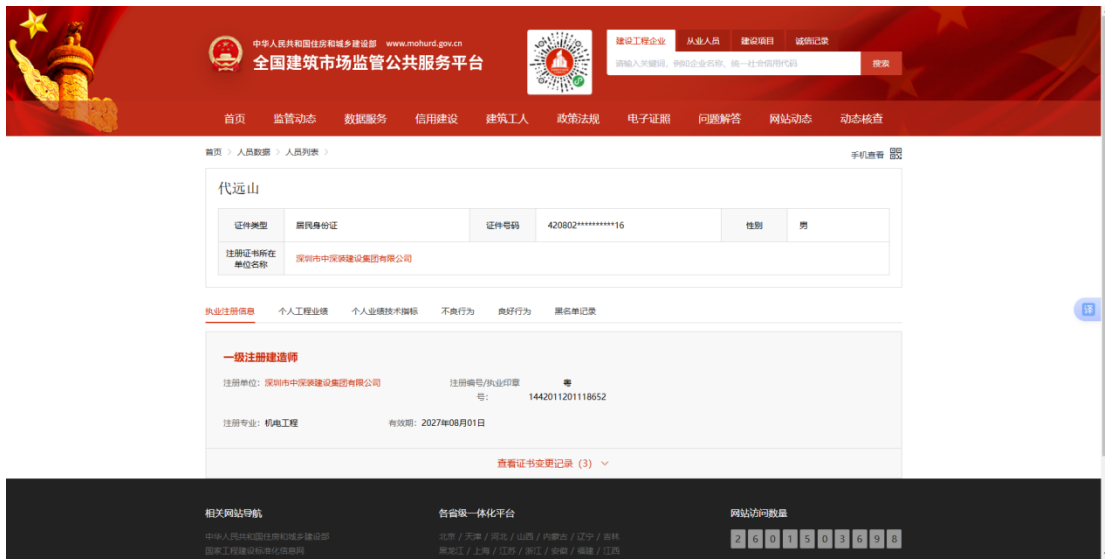 中华人民共和国住房和城乡建设部 www.mohurd.gov.cn
全国建筑市场监管公共服务平台
建设工程企业 从业人员 建设项目 诚信记录
请输入关键词，例如企业名称、统一社会信用代码 搜索
首页 监管动态 数据服务 信用建设 建筑工人 政策法规 电子证照 问题解答 网站动态 动态核查
首页 > 人员数据 > 人员列表 >
手机查看
代远山
证件类型 居民身份证 证件号码 420802**********16 性别 男
注册证书所在
单位名称 深圳市中深装建设集团有限公司
执业注册信息 个人工程业绩 个人业绩技术指标 不良行为 良好行为 黑名单记录
译
一级注册建造师
注册单位：深圳市中深装建设集团有限公司 注册编号/执业印章 粤
号： 1442011201118652
注册专业：机电工程 有效期：2027年08月01日
查看证书变更记录（3）
相关网站导航 各省级一体化平台 网站访问数量
中华人民共和国住房和城乡建设部 北京 / 天津 / 河北 / 山西 / 内蒙古 / 辽宁 / 吉林
2 6 0 1 5 0 3 6 9 8
国家工程建设标准化信息网 黑龙江 / 上海 / 江苏 / 浙江 / 安徽 / 福建 / 江西